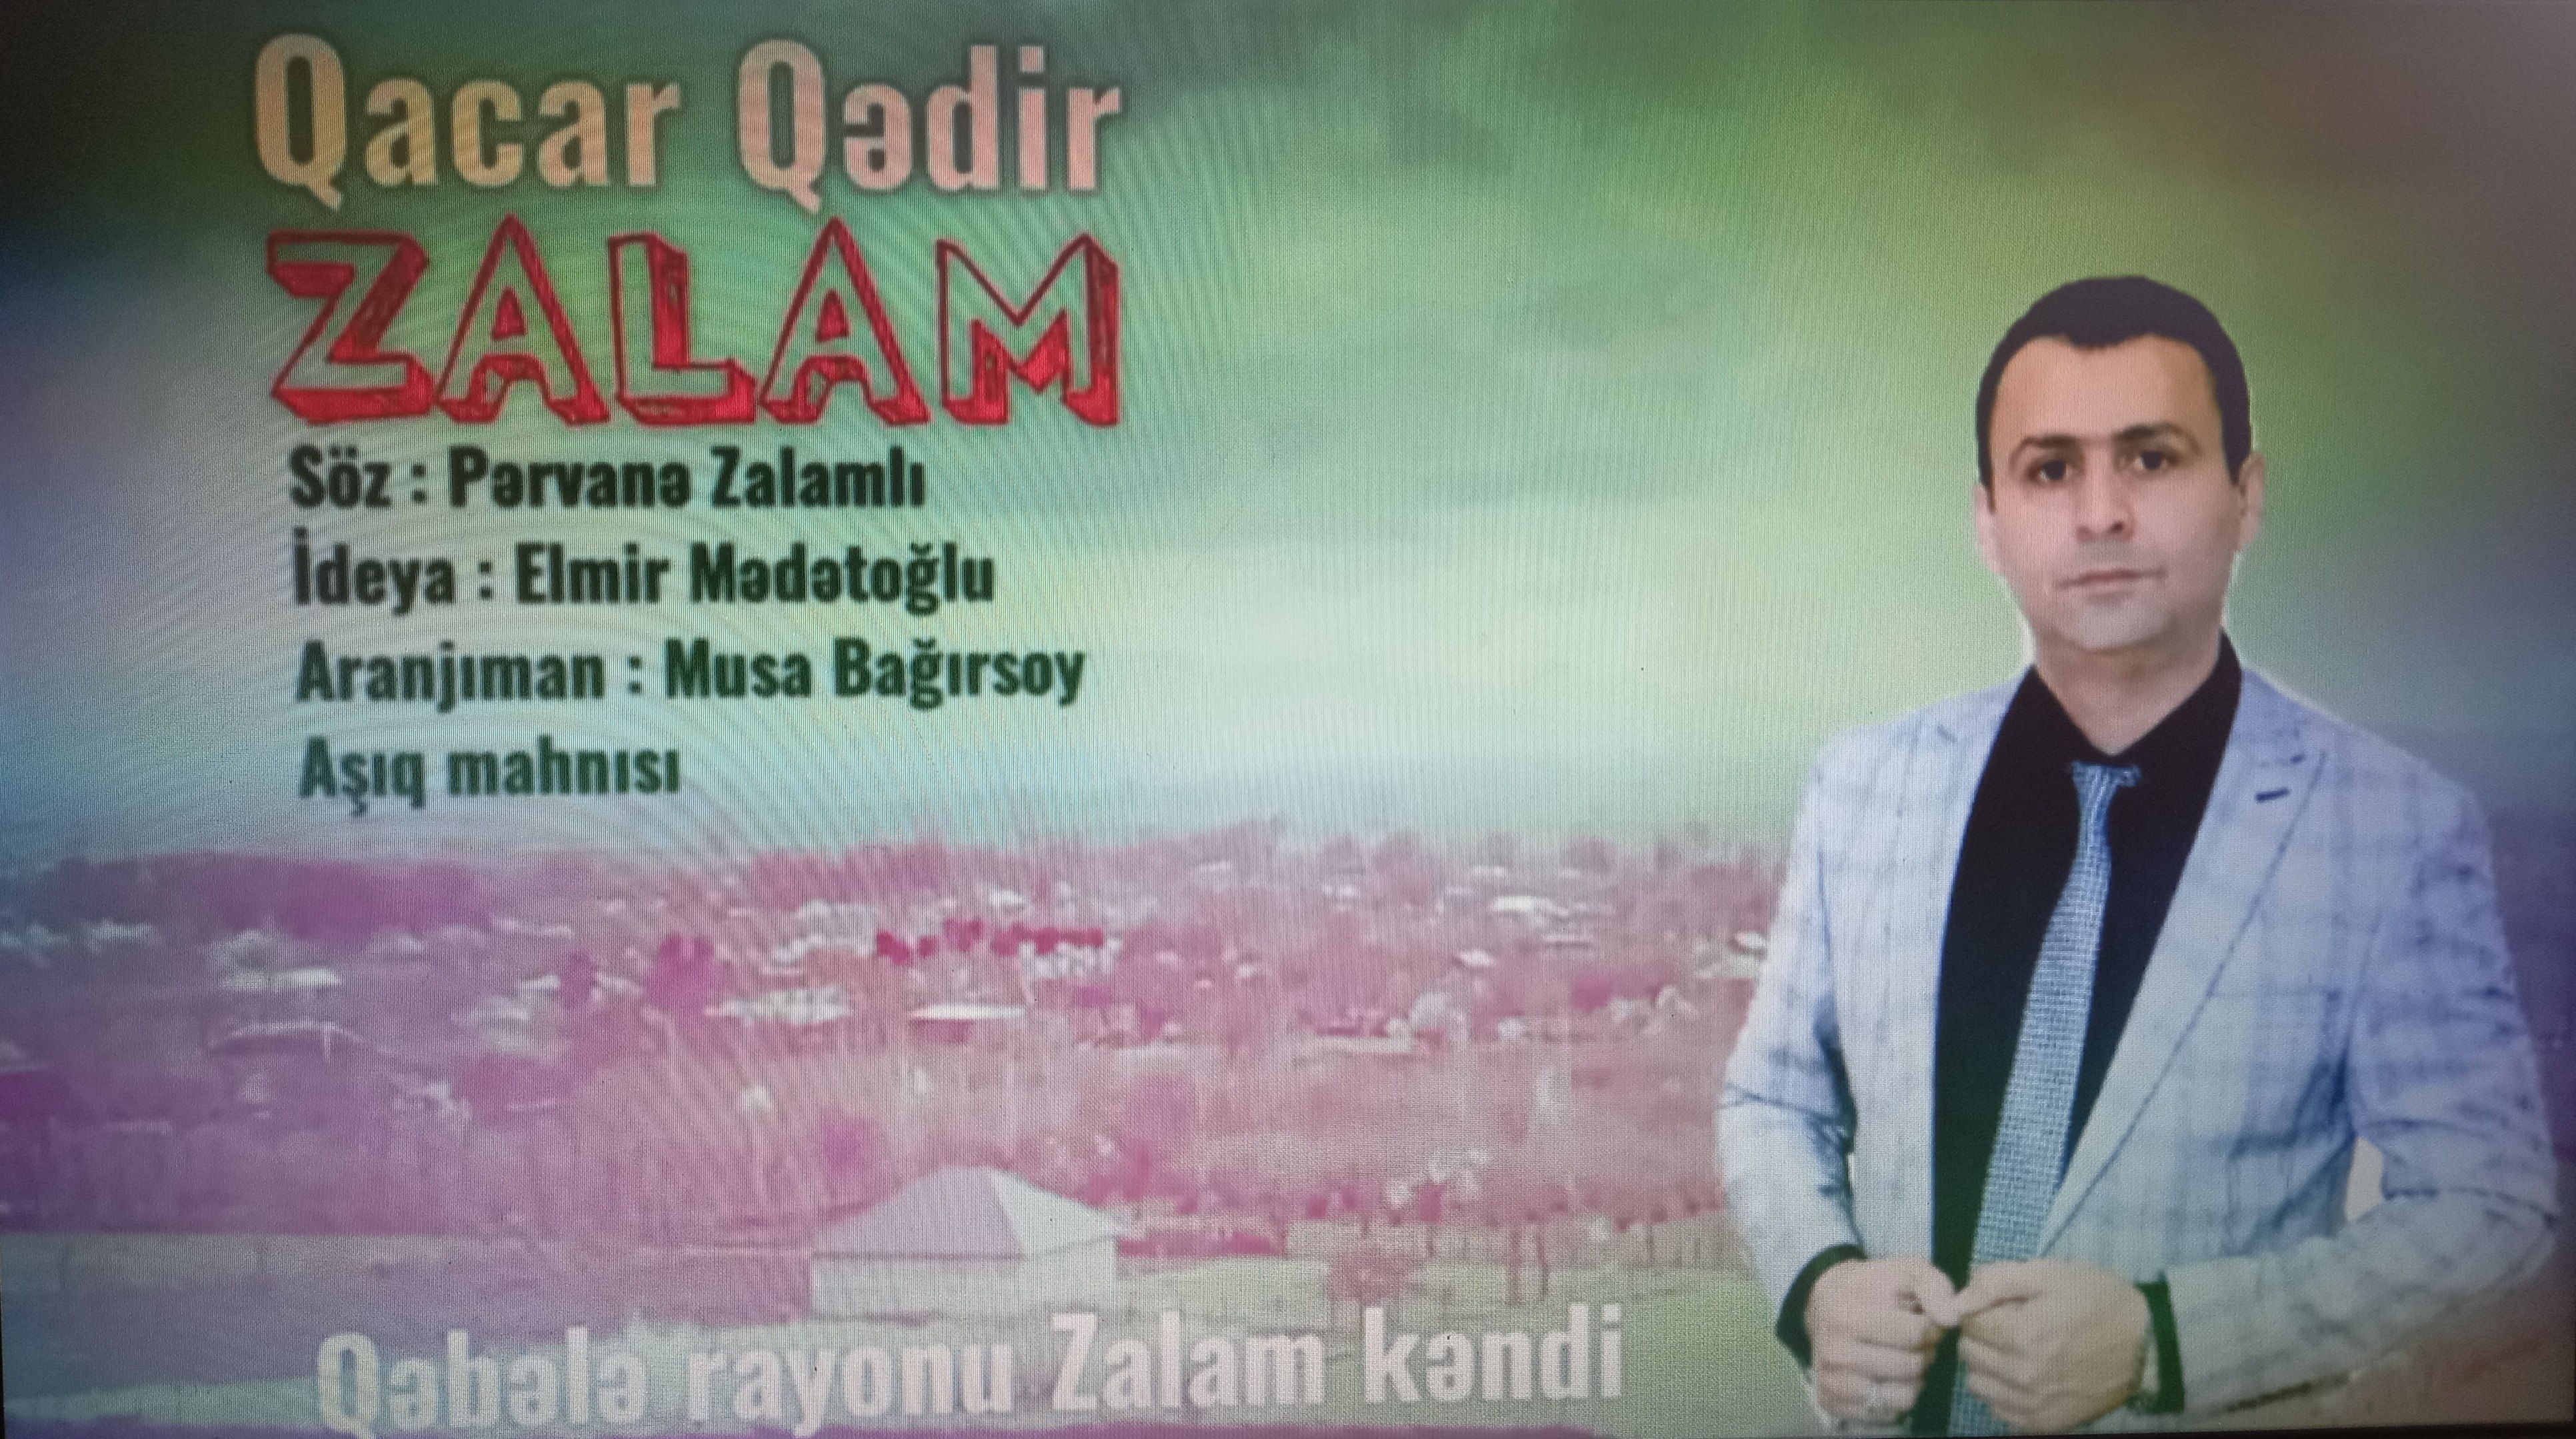 Qacar Qədir
ZALAM
Söz : Pərvanə Zalamlı
İdeya : Elmir Mədətoğlu
Aranjıman : Musa Bağırsoy
Aşıq mahnısı
Qəbələ rayonu Zalam kəndi